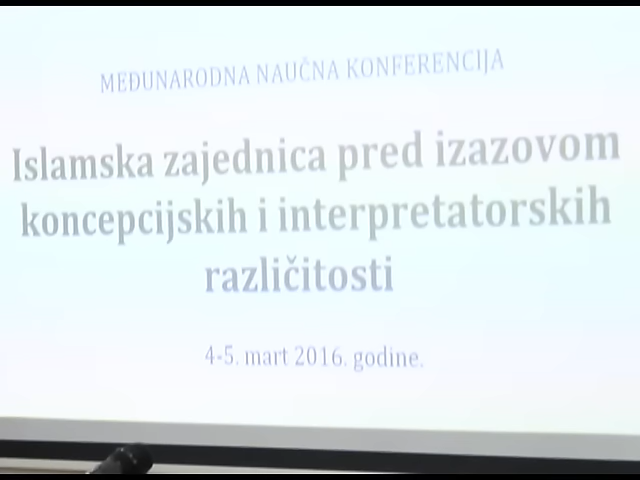 MEĐUNARODNA NAUČNA KONFERENCIJA
Islamska zajednica pred izazovom
koncepcijskih i interpretatorskih
različitosti
4-5. mart 2016. godine.